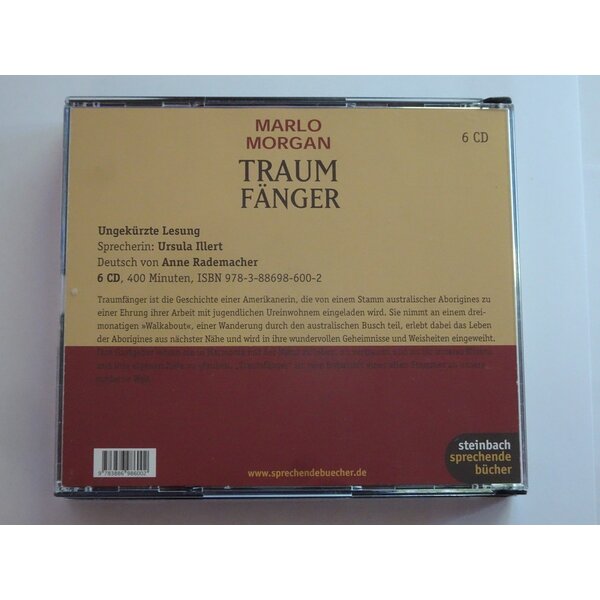 MARLO
MORGAN
TRAUM
FÄNGER
6 CD
Ungekürzte Lesung
Sprecherin: Ursula Illert
Deutsch von Anne Rademacher
6 CD, 400 Minuten, ISBN 978-3-88698-600-2
Traumfänger ist die Geschichte einer Amerikanerin, die von einem Stamm australischer Aborigines zu
einer Ehrung ihrer Arbeit mit jugendlichen Ureinwohnern eingeladen wird. Sie nimmt an einem drei-
monatigen »Walkabout«, einer Wanderung durch den australischen Busch teil, erlebt dabei das Leben
der Aborigines aus nächster Nähe und wird in ihre wundervollen Geheimnisse und Weisheiten eingeweiht.
9 783886 986002
www.sprechendebuecher.de
steinbach
sprechende
bücher